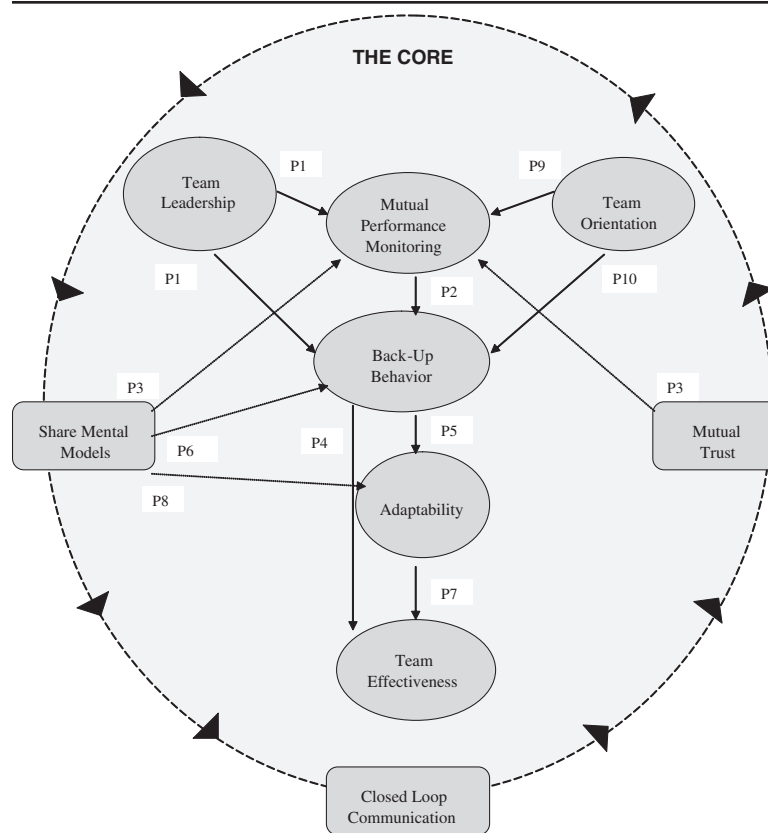 THE CORE
P1
P9
Team
Leadership
Mutual
Performance
Monitoring
Team
Orientation
P1
P2
P10
Back-Up
Behavior
P3
P3
Share Mental
Models
P6
P4
P5
Mutual
Trust
P8
Adaptability
P7
Team
Effectiveness
Closed Loop
Communication